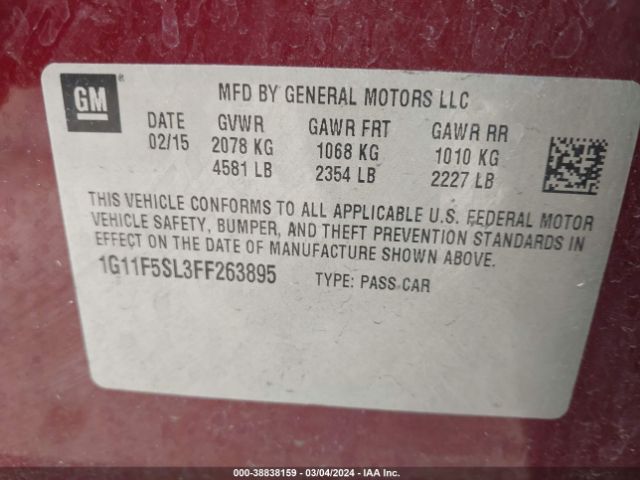 GM
®
MFD BY GENERAL MOTORS LLC
DATE GVWR GAWR FRT GAWR RR
02/15 2078 KG 1068 KG 1010 KG
4581 LB 2354 LB 2227 LB
THIS VEHICLE CONFORMS TO ALL APPLICABLE U.S. FEDERAL MOTOR
VEHICLE SAFETY, BUMPER, AND THEFT PREVENTION STANDARDS IN
EFFECT ON THE DATE OF MANUFACTURE SHOWN ABOVE.
1G11F5SL3FF263895 TYPE: PASS CAR
000-38838159 — 03/04/2024 — IAAI.COM